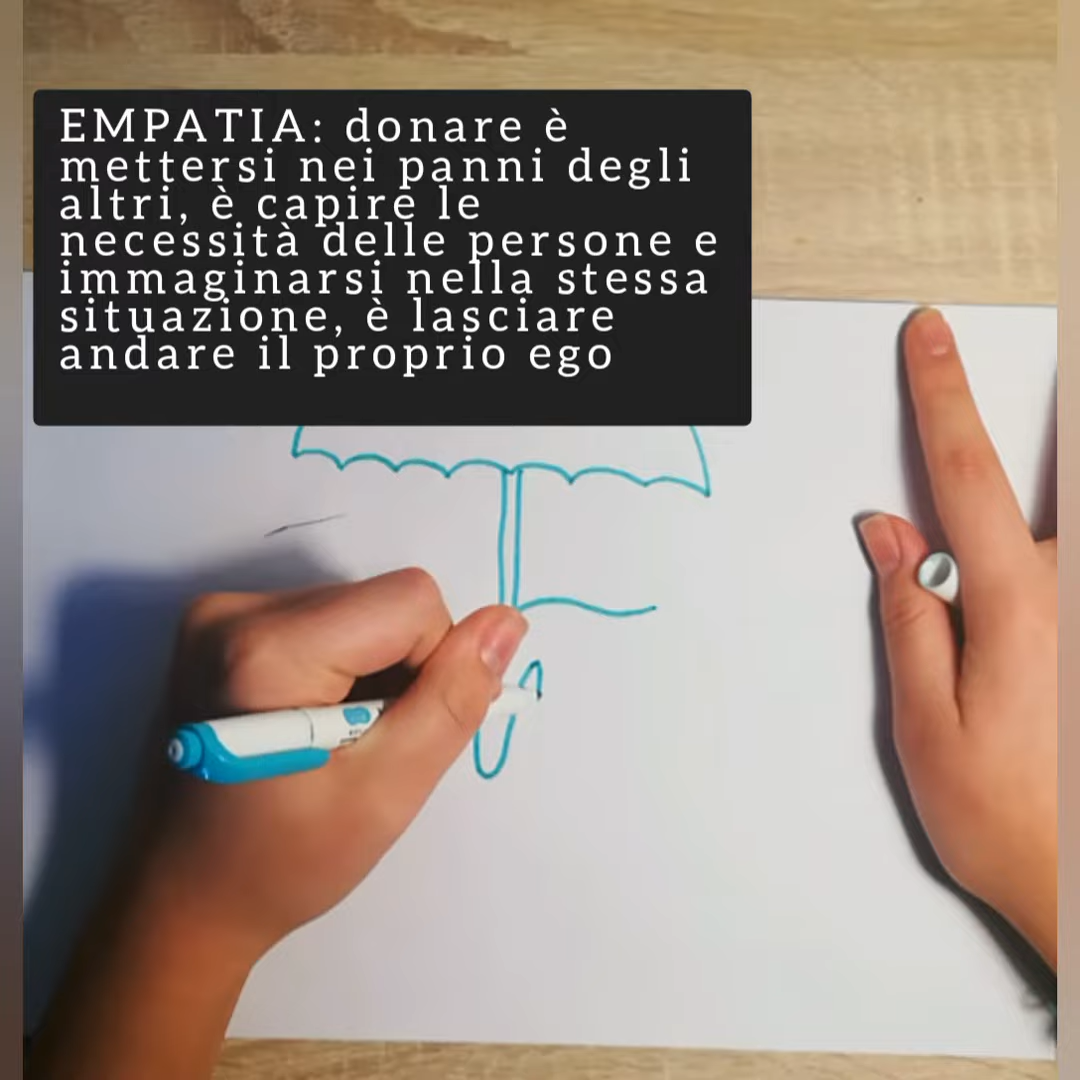 EMPATIA: donare è
mettersi nei panni degli
altri, è capire le
necessità delle persone e
immaginarsi nella stessa
situazione, è lasciare
andare il proprio ego